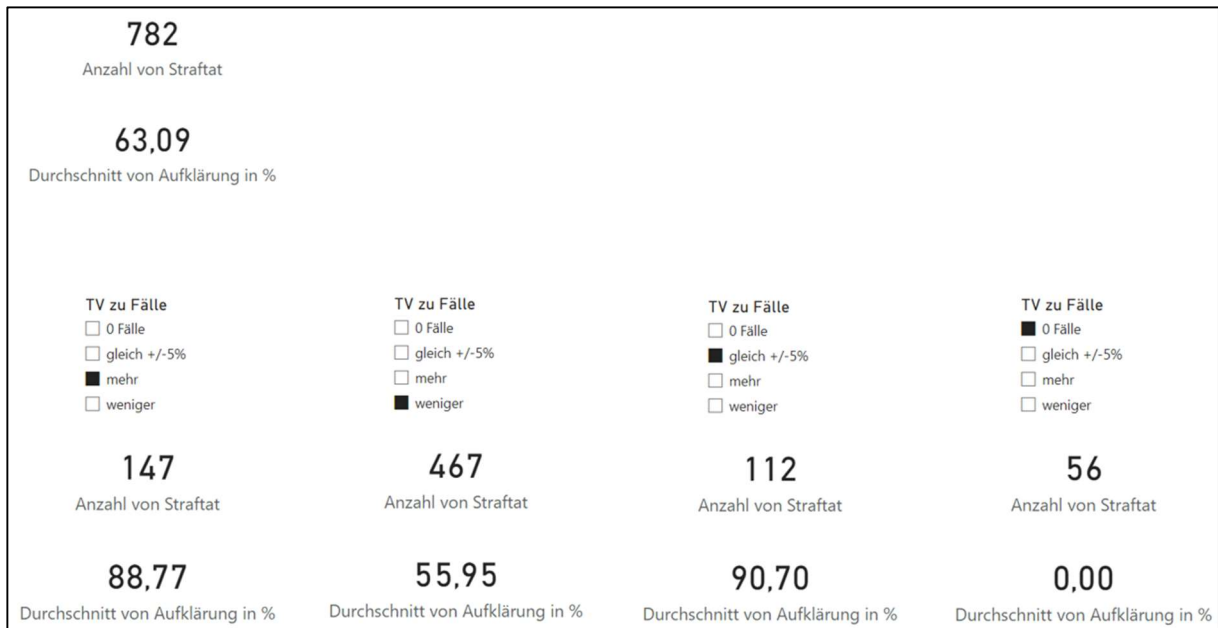 782
Anzahl von Straftat
63,09
Durchschnitt von Aufklärung in %
TV zu Fälle
0 Fälle
gleich +/-5%
mehr
weniger
147
Anzahl von Straftat
88,77
Durchschnitt von Aufklärung in %
TV zu Fälle
0 Fälle
gleich +/-5%
mehr
weniger
467
Anzahl von Straftat
55,95
Durchschnitt von Aufklärung in %
TV zu Fälle
0 Fälle
gleich +/-5%
mehr
weniger
112
Anzahl von Straftat
90,70
Durchschnitt von Aufklärung in %
TV zu Fälle
0 Fälle
gleich +/-5%
mehr
weniger
56
Anzahl von Straftat
0,00
Durchschnitt von Aufklärung in %